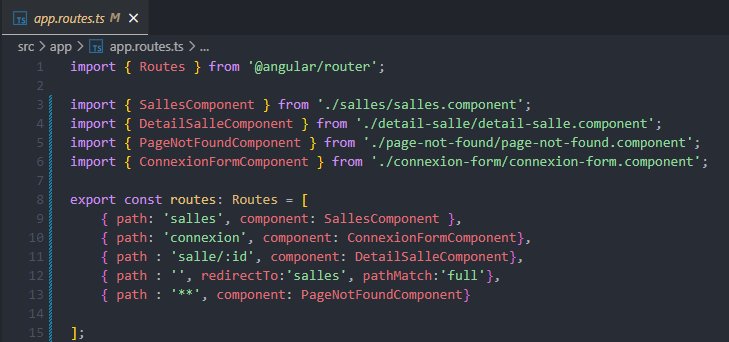 TS app.routes.ts M ×
src > app > TS app.routes.ts > ...
1 import { Routes } from '@angular/router';
2
3 import { SallesComponent } from './salles/salles.component';
4 import { DetailSalleComponent } from './detail-salle/detail-salle.component';
5 import { PageNotFoundComponent } from './page-not-found/page-not-found.component';
6 import { ConnexionFormComponent } from './connexion-form/connexion-form.component';
7
8 export const routes: Routes = [
9     { path: 'salles', component: SallesComponent },
10     { path: 'connexion', component: ConnexionFormComponent},
11     { path : 'salle/:id', component: DetailSalleComponent},
12     { path : '', redirectTo:'salles', pathMatch:'full'},
13     { path : '**', component: PageNotFoundComponent}
14
15 ];